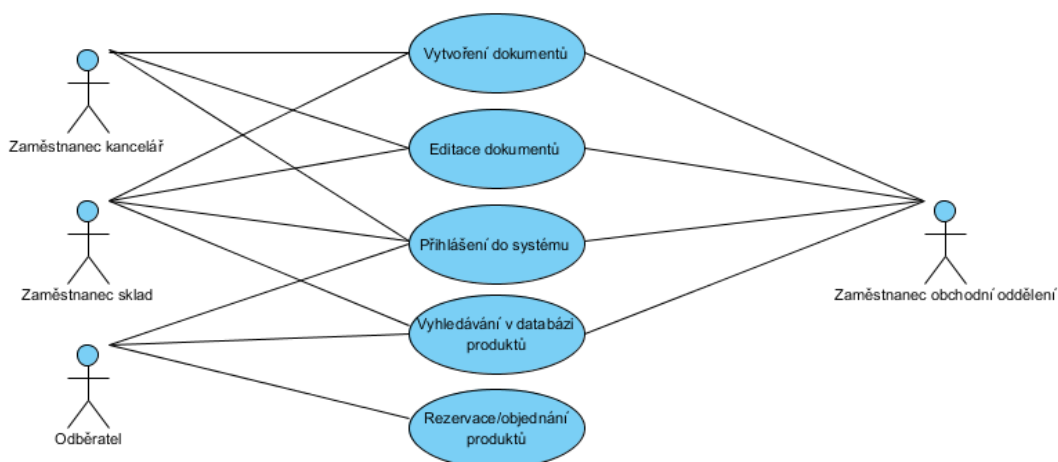 Vytvoření dokumentů
Zaměstnanec kancelář
Editace dokumentů
Přihlášení do systému
Zaměstnanec sklad
Zaměstnanec obchodní oddělení
Vyhledávání v databázi
produktů
Rezervace/objednání
produktů
Odběratel